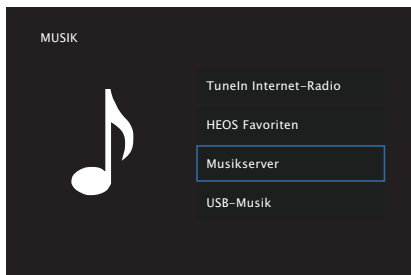 MUSIK
TuneIn Internet-Radio
HEOS Favoriten
Musikserver
USB-Musik